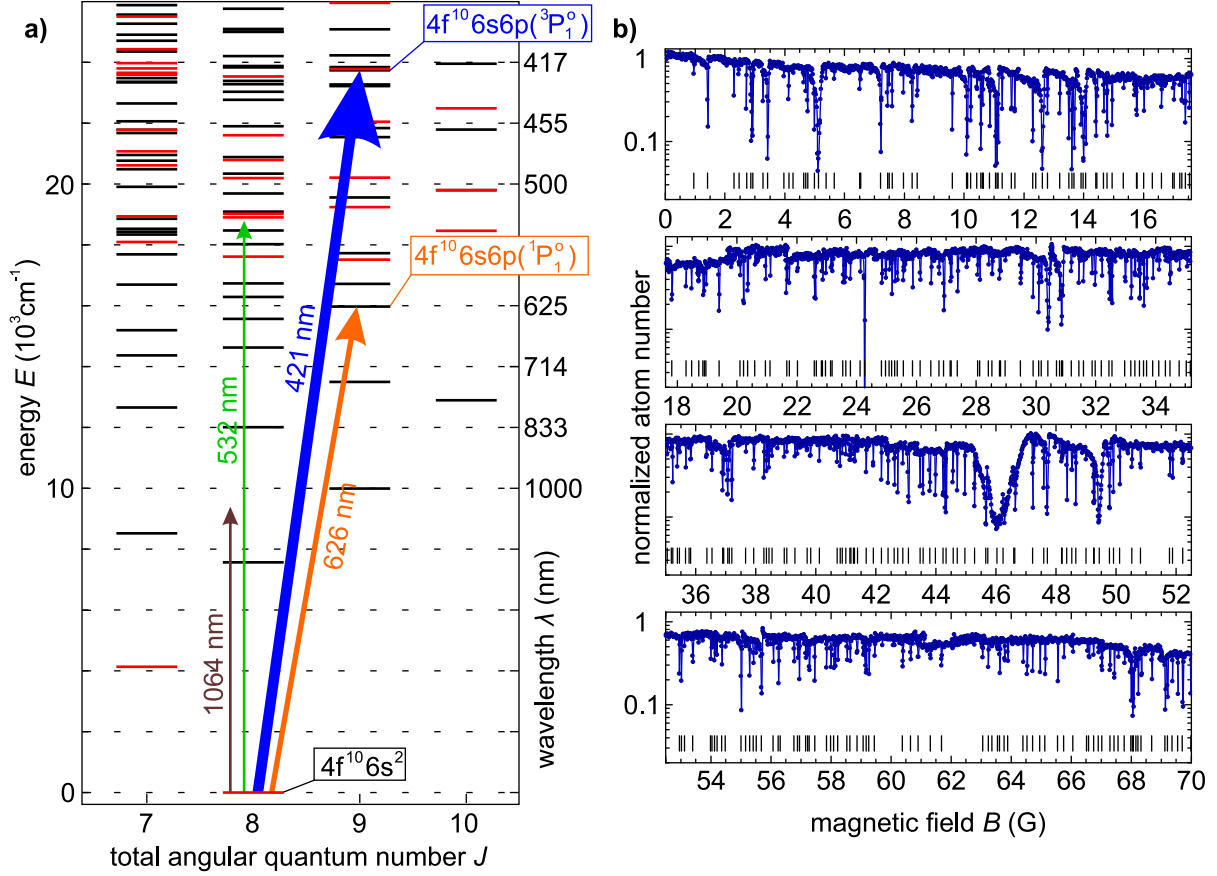 a)
b)
4f¹⁰6s6p(³P₁ᵒ)
4f¹⁰6s6p(¹P₁ᵒ)
4f¹⁰6s²
421 nm
626 nm
532 nm
1064 nm
energy E (10³cm⁻¹)
20
10
0
417
455
500
625
714
833
1000
wavelength λ (nm)
7 8 9 10
total angular quantum number J
normalized atom number
1
0.1
0 2 4 6 8 10 12 14 16
18 20 22 24 26 28 30 32 34
36 38 40 42 44 46 48 50 52
1
0.1
54 56 58 60 62 64 66 68 70
magnetic field B (G)